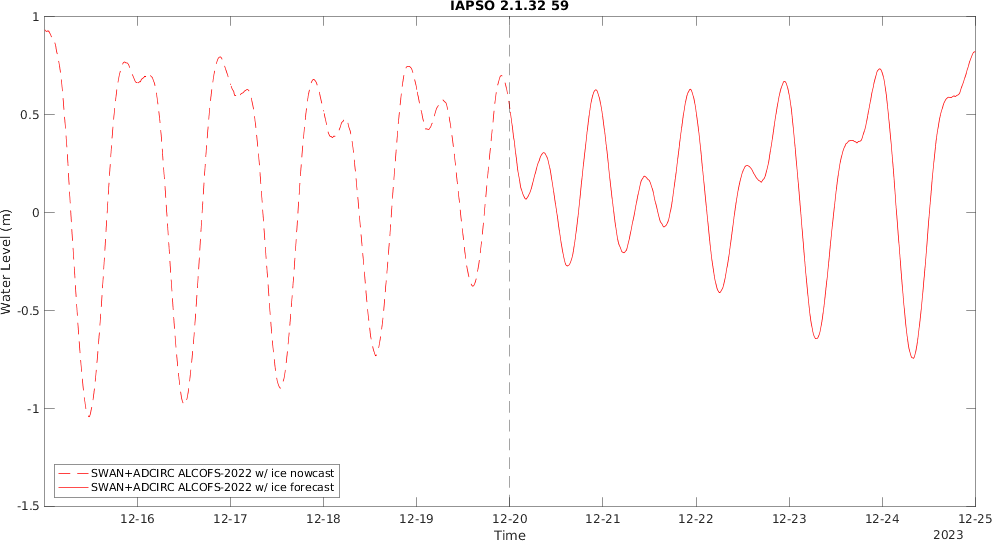 IAPSO 2.1.32 59
1
0.5
0
-0.5
-1
-1.5
Water Level (m)
SWAN+ADCIRC ALCOFS-2022 w/ ice nowcast
SWAN+ADCIRC ALCOFS-2022 w/ ice forecast
12-16 12-17 12-18 12-19 12-20 12-21 12-22 12-23 12-24 12-25
Time
2023